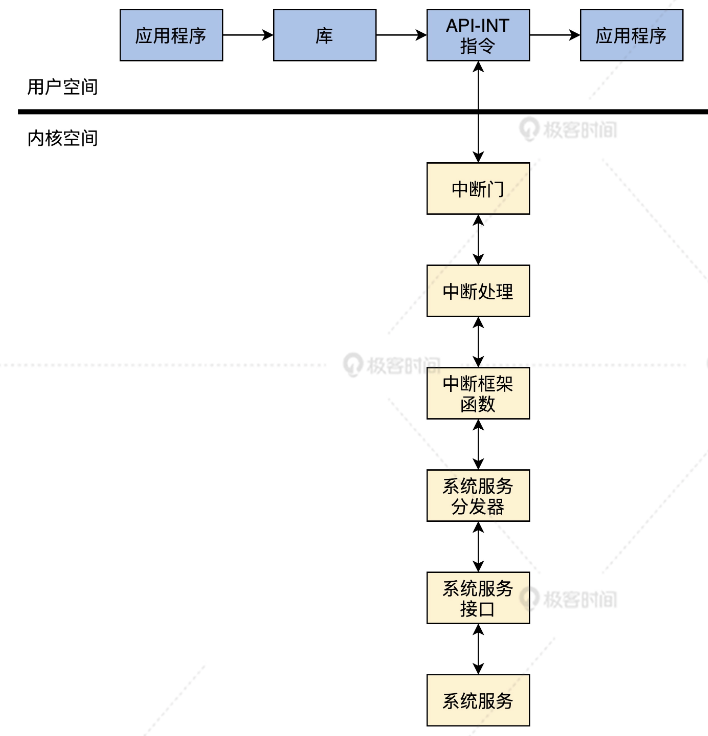 应用程序
库
API-INT
指令
应用程序
用户空间
内核空间
极客时间
中断门
中断处理
极客时间
中断框架
函数
系统服务
分发器
系统服务
接口
极客时间
系统服务